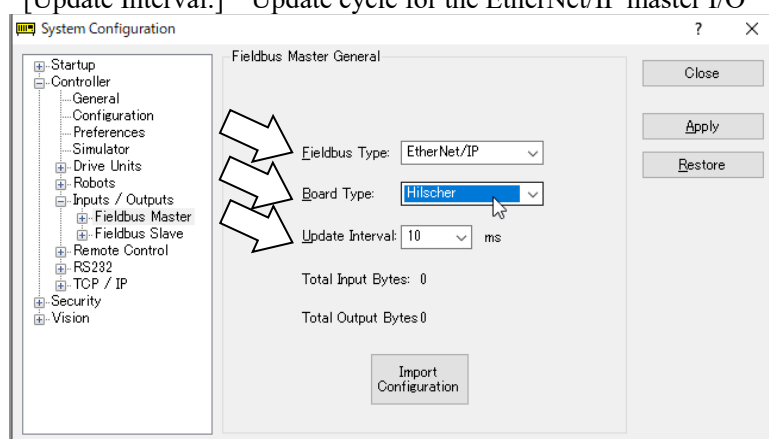 [Update Interval:] Update cycle for the EtherNet/IP master I/O
System Configuration ? ×
Startup
Controller
General
Configuration
Preferences
Simulator
Drive Units
Robots
Inputs / Outputs
Fieldbus Master
Fieldbus Slave
Remote Control
RS232
TCP / IP
Security
Vision
Fieldbus Master General
Fieldbus Type: EtherNet/IP
Board Type: Hilscher
Update Interval: 10 ms
Total Input Bytes: 0
Total Output Bytes 0
Import
Configuration
Close
Apply
Restore